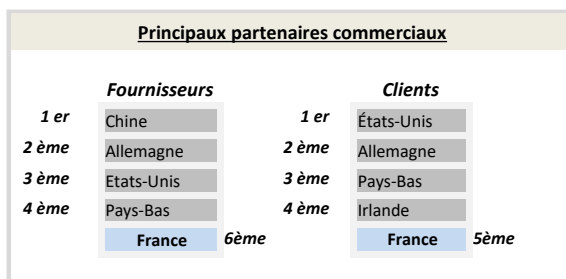 Principaux partenaires commerciaux
Fournisseurs Clients
1 er Chine 1 er États-Unis
2 ème Allemagne 2 ème Allemagne
3 ème Etats-Unis 3 ème Pays-Bas
4 ème Pays-Bas 4 ème Irlande
France 6ème France 5ème